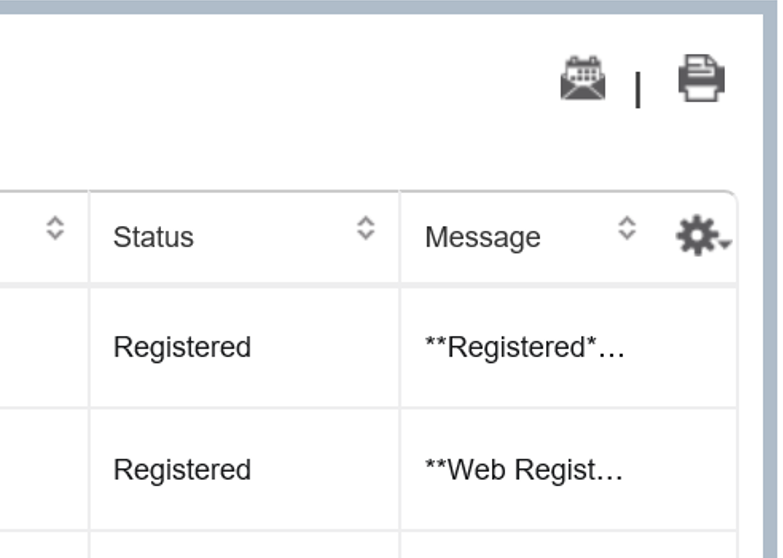 |
Status Message
Registered **Registered*…
Registered **Web Regist…